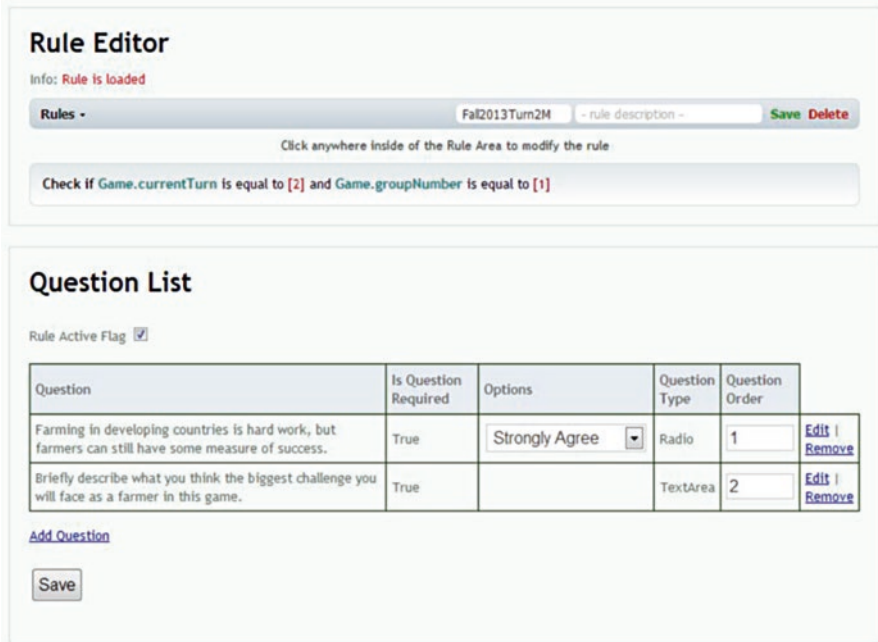 Rule Editor
Info: Rule is loaded
Rules - Fall2013Turn2M - rule description - Save Delete
Click anywhere inside of the Rule Area to modify the rule
Check if Game.currentTurn is equal to [2] and Game.groupNumber is equal to [1]
Question List
Rule Active Flag
Question Is Question Required Options Question Type Question Order
Farming in developing countries is hard work, but
farmers can still have some measure of success.
True Strongly Agree Radio 1 Edit | Remove
Briefly describe what you think the biggest challenge you
will face as a farmer in this game.
True TextArea 2 Edit | Remove
Add Question
Save